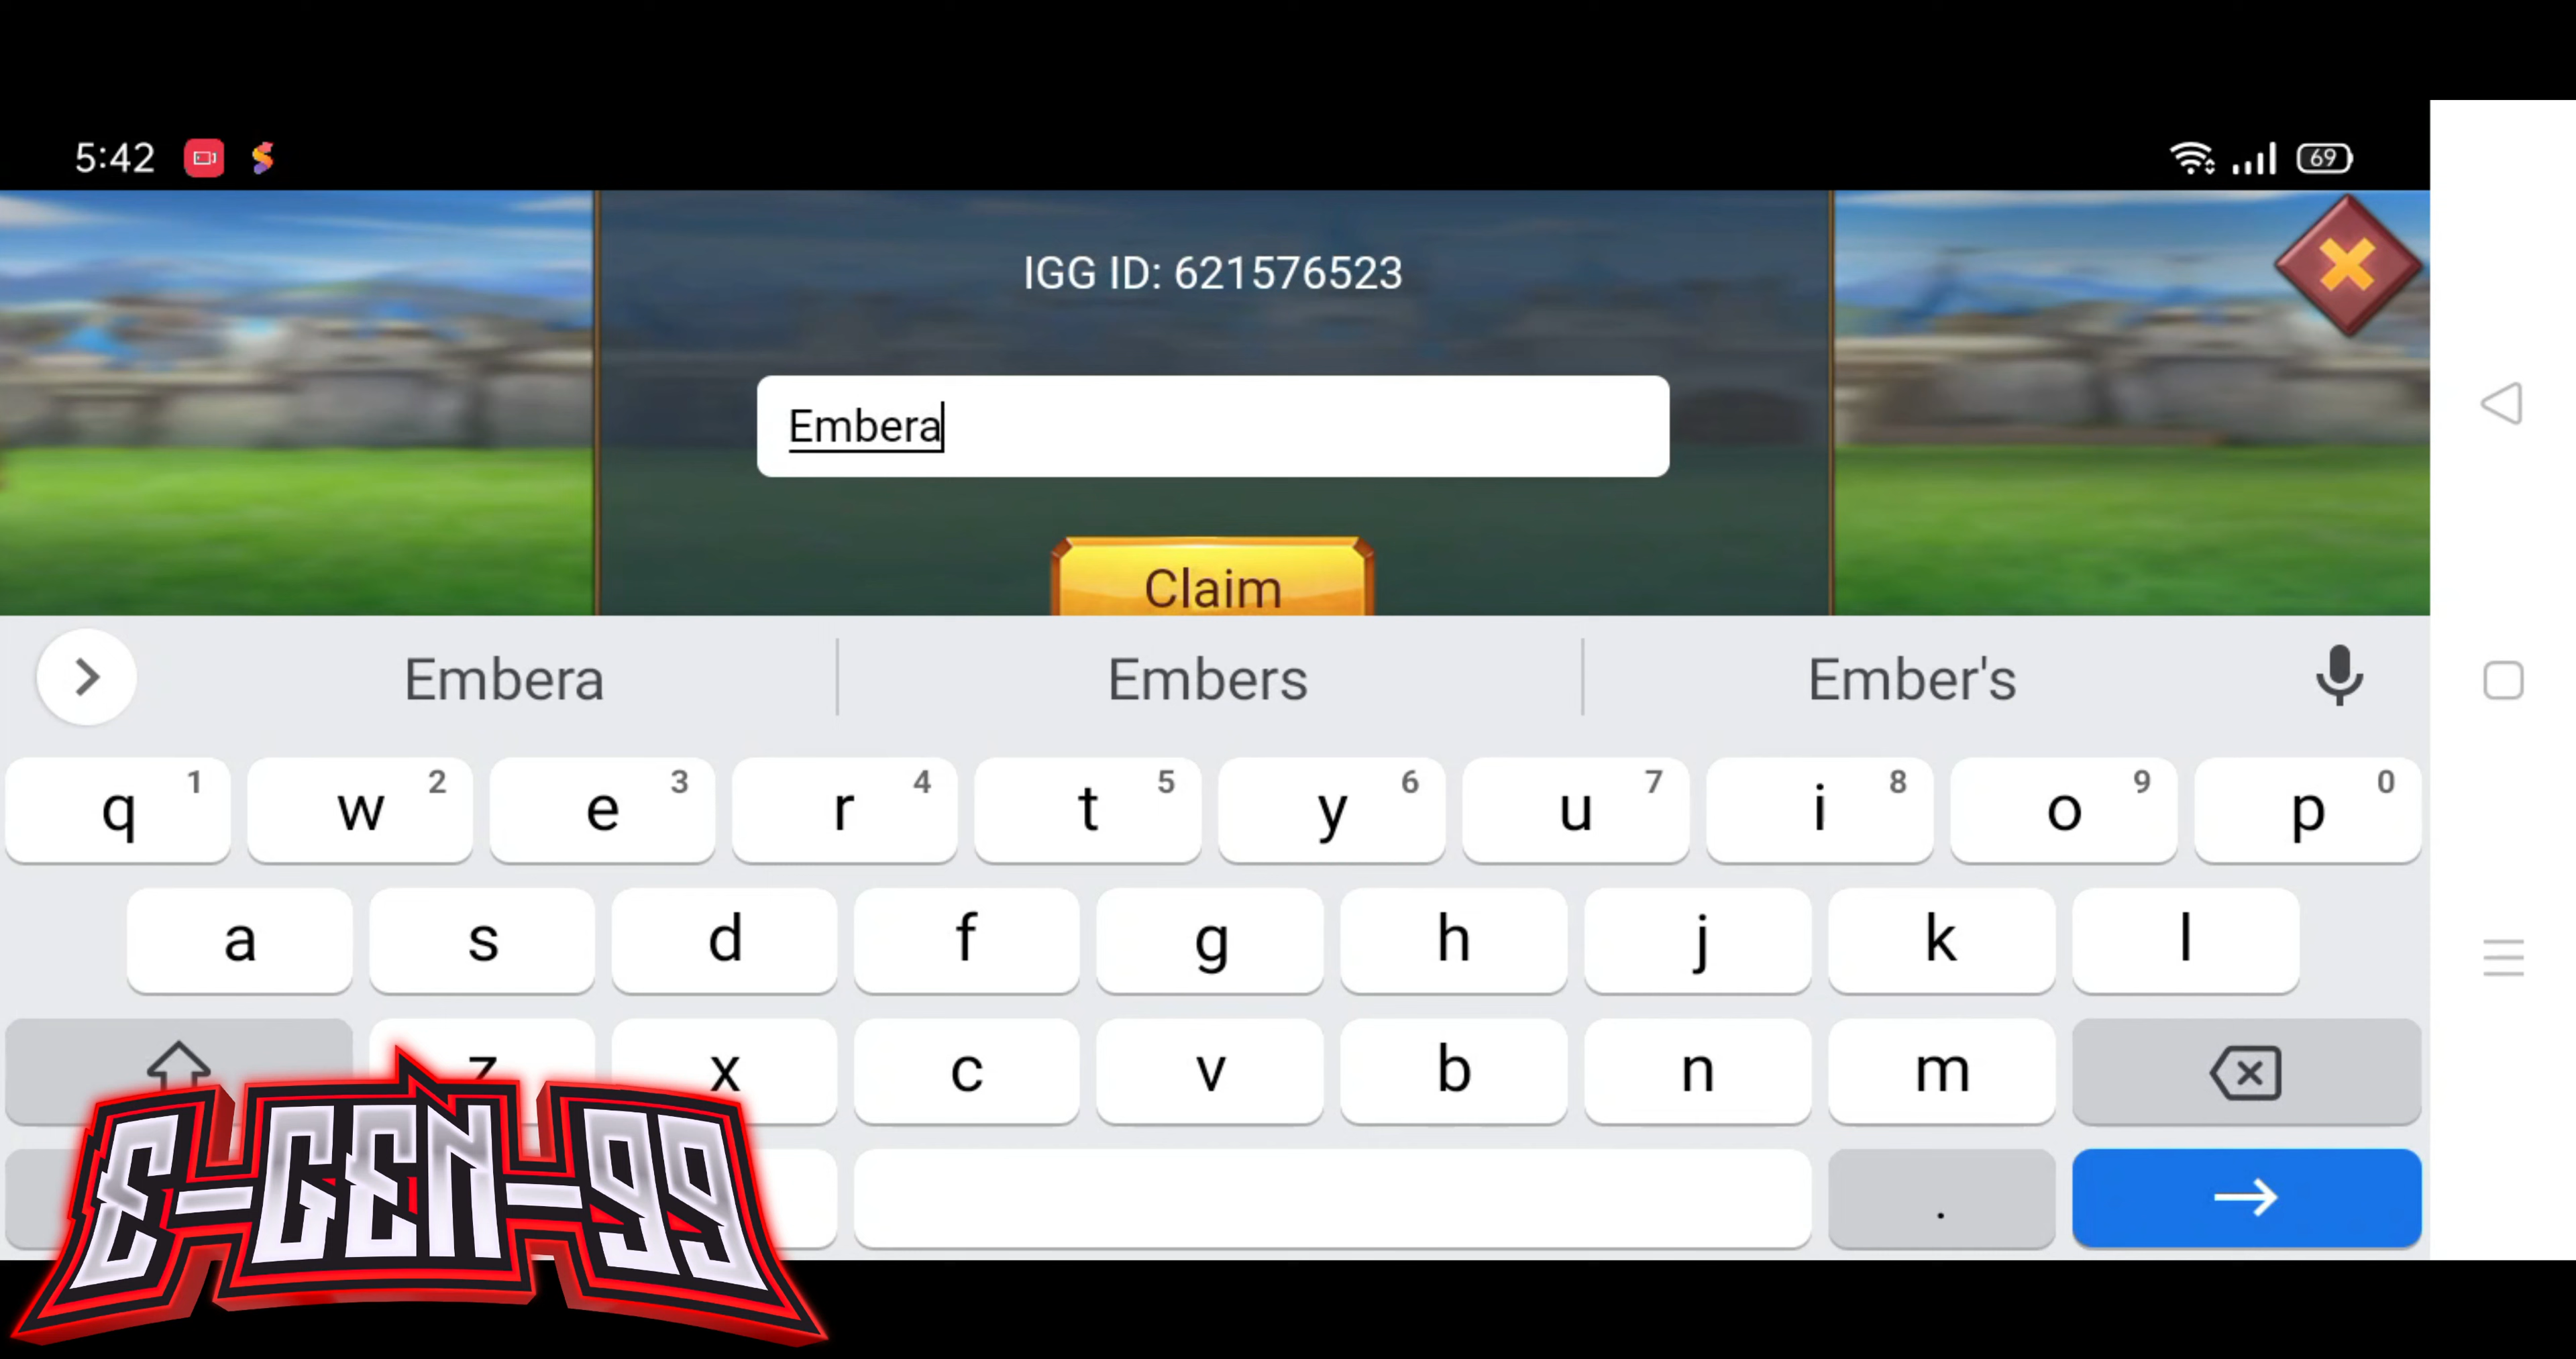 5:42
69
IGG ID: 621576523
Embera
Claim
Embera Embers Ember's
q 1 w 2 e 3 r 4 t 5 y 6 u 7 i 8 o 9 p 0
a s d f g h j k l
z x c v b n m
.
E-GEN-99